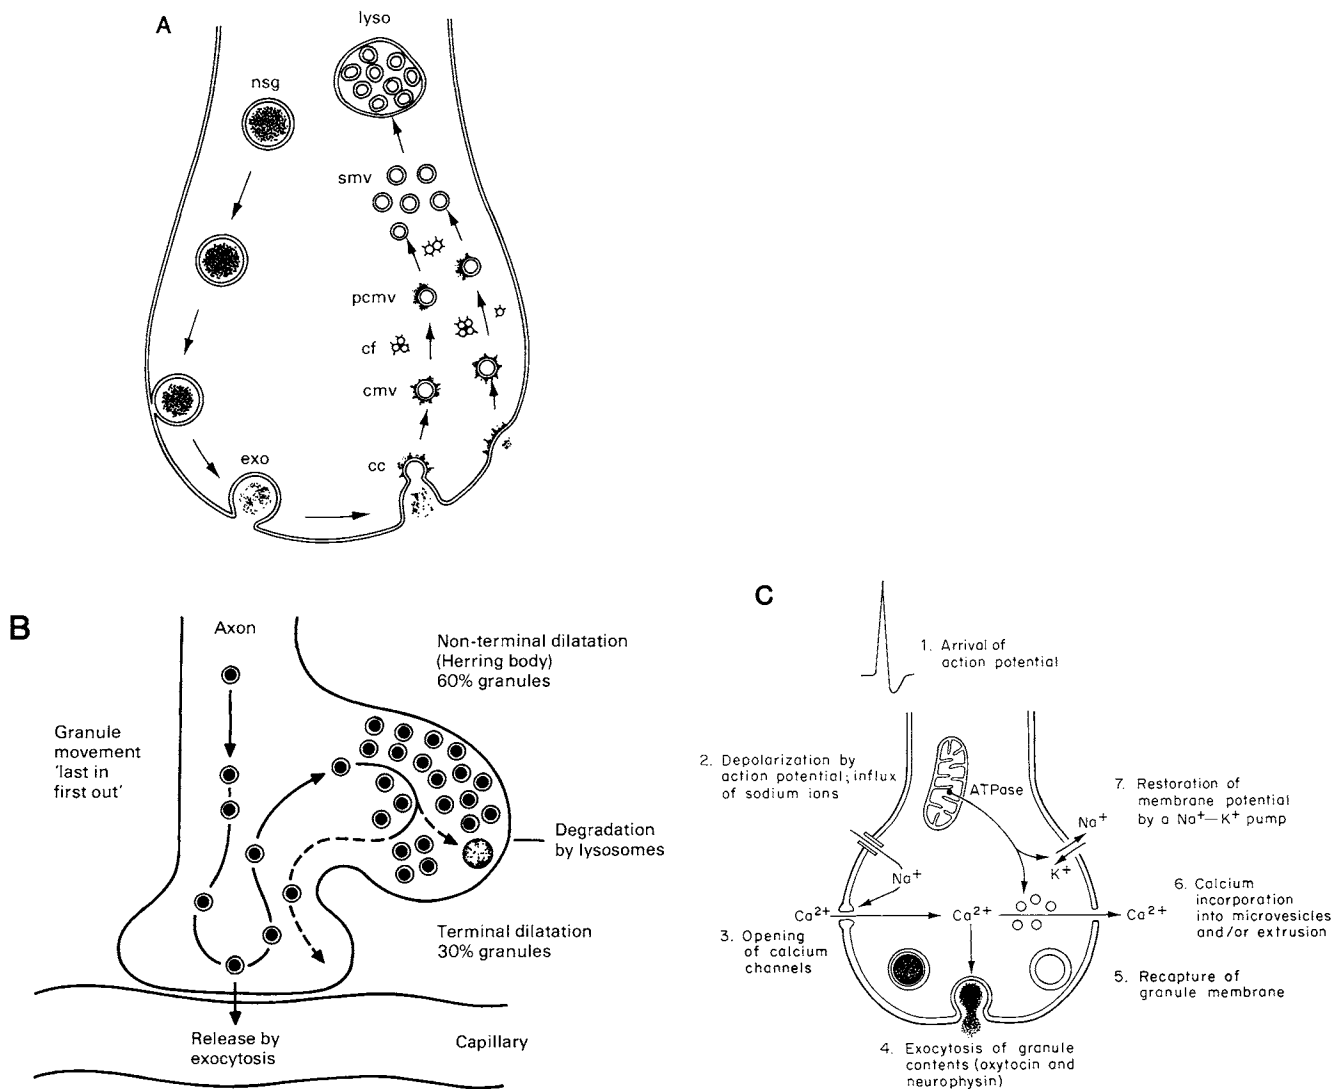 A
lyso
nsg
smv
pcmv
cf
cmv
cc
exo
B
Axon
Non-terminal dilatation
(Herring body)
60% granules
Granule
movement
'last in
first out'
Degradation
by lysosomes
Terminal dilatation
30% granules
Release by
exocytosis
Capillary
C
1. Arrival of
action potential
2. Depolarization by
action potential; influx
of sodium ions
ATPase
7. Restoration of
membrane potential
by a Na⁺—K⁺ pump
Na⁺
K⁺
Na⁺
Ca²⁺
Ca²⁺
Ca²⁺
6. Calcium
incorporation
into microvesicles
and/or extrusion
3. Opening
of calcium
channels
5. Recapture of
granule membrane
4. Exocytosis of granule
contents (oxytocin and
neurophysin)